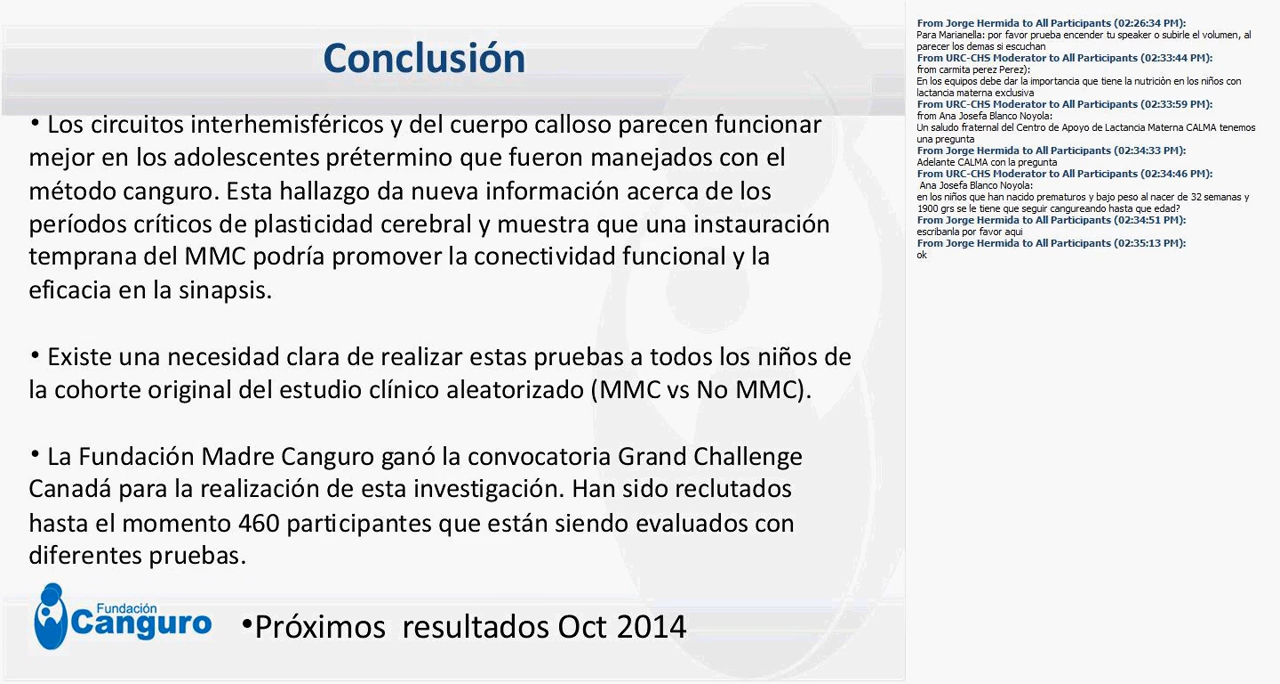 Conclusión
• Los circuitos interhemisféricos y del cuerpo calloso parecen funcionar
mejor en los adolescentes prétermino que fueron manejados con el
método canguro. Esta hallazgo da nueva información acerca de los
períodos críticos de plasticidad cerebral y muestra que una instauración
temprana del MMC podría promover la conectividad funcional y la
eficacia en la sinapsis.
• Existe una necesidad clara de realizar estas pruebas a todos los niños de
la cohorte original del estudio clínico aleatorizado (MMC vs No MMC).
• La Fundación Madre Canguro ganó la convocatoria Grand Challenge
Canadá para la realización de esta investigación. Han sido reclutados
hasta el momento 460 participantes que están siendo evaluados con
diferentes pruebas.
Fundación
Canguro
•Próximos resultados Oct 2014
From Jorge Hermida to All Participants (02:26:34 PM):
Para Marianella: por favor prueba encender tu speaker o subirle el volumen, al
parecer los demas si escuchan
From URC-CHS Moderator to All Participants (02:33:44 PM):
from carmita perez Perez):
En los equipos debe dar la importancia que tiene la nutrición en los niños con
lactancia materna exclusiva
From URC-CHS Moderator to All Participants (02:33:59 PM):
from Ana Josefa Blanco Noyola:
Un saludo fraternal del Centro de Apoyo de Lactancia Materna CALMA tenemos
una pregunta
From Jorge Hermida to All Participants (02:34:33 PM):
Adelante CALMA con la pregunta
From URC-CHS Moderator to All Participants (02:34:46 PM):
Ana Josefa Blanco Noyola:
en los niños que han nacido prematuros y bajo peso al nacer de 32 semanas y
1900 grs se le tiene que seguir cangureando hasta que edad?
From Jorge Hermida to All Participants (02:34:51 PM):
escribanla por favor aqui
From Jorge Hermida to All Participants (02:35:13 PM):
ok